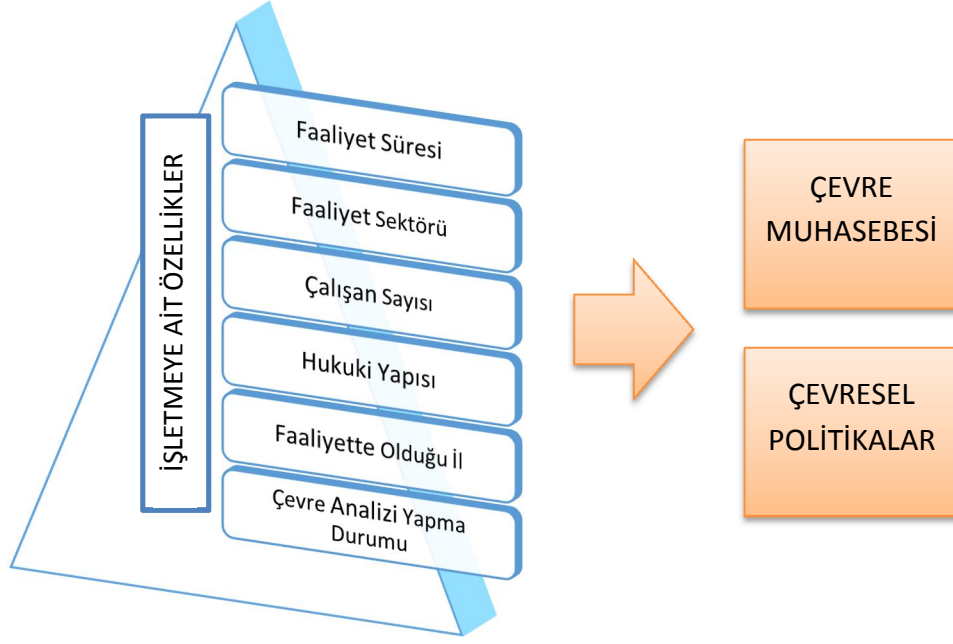 İŞLETMEYE AİT ÖZELLİKLER
Faaliyet Süresi
Faaliyet Sektörü
Çalışan Sayısı
Hukuki Yapısı
Faaliyette Olduğu İl
Çevre Analizi Yapma
Durumu
ÇEVRE
MUHASEBESİ
ÇEVRESEL
POLİTİKALAR